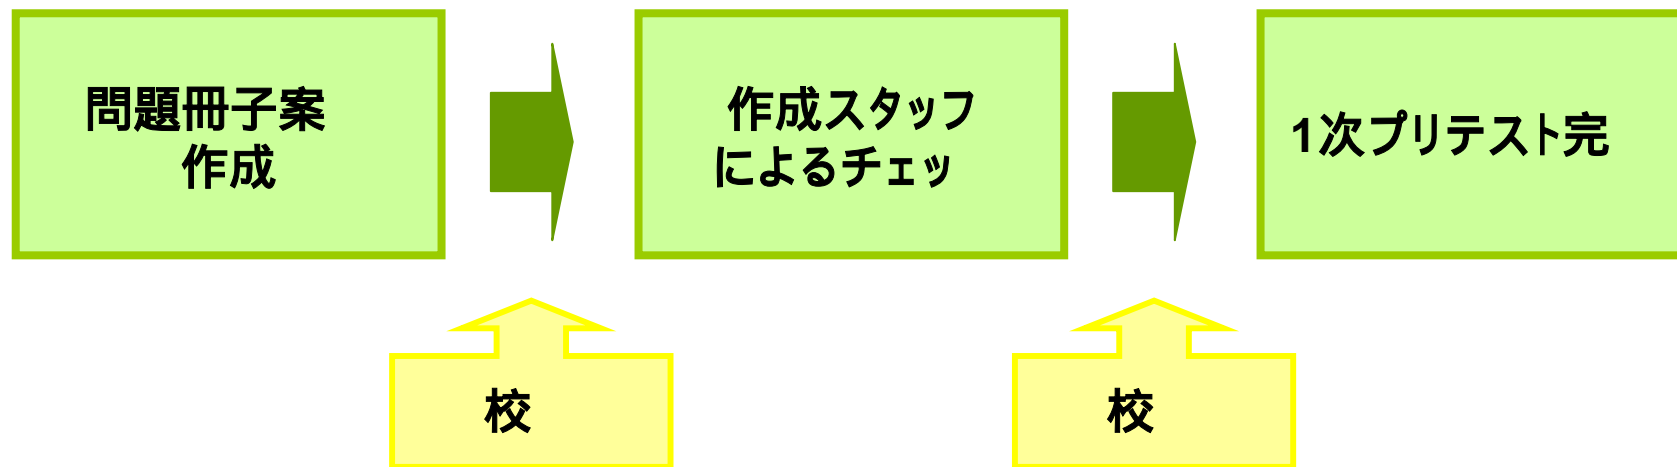 問題冊子案
作成
作成スタッフ
によるチェッ
1次プリテスト完
校
校